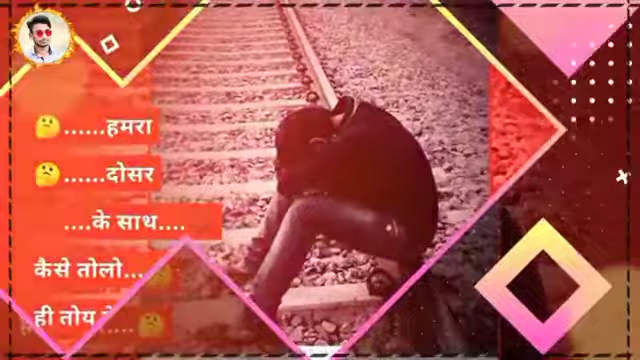 🤔......हमरा
🤔......दोसर
....के साथ....
कैसे तोलो...
ही तोय